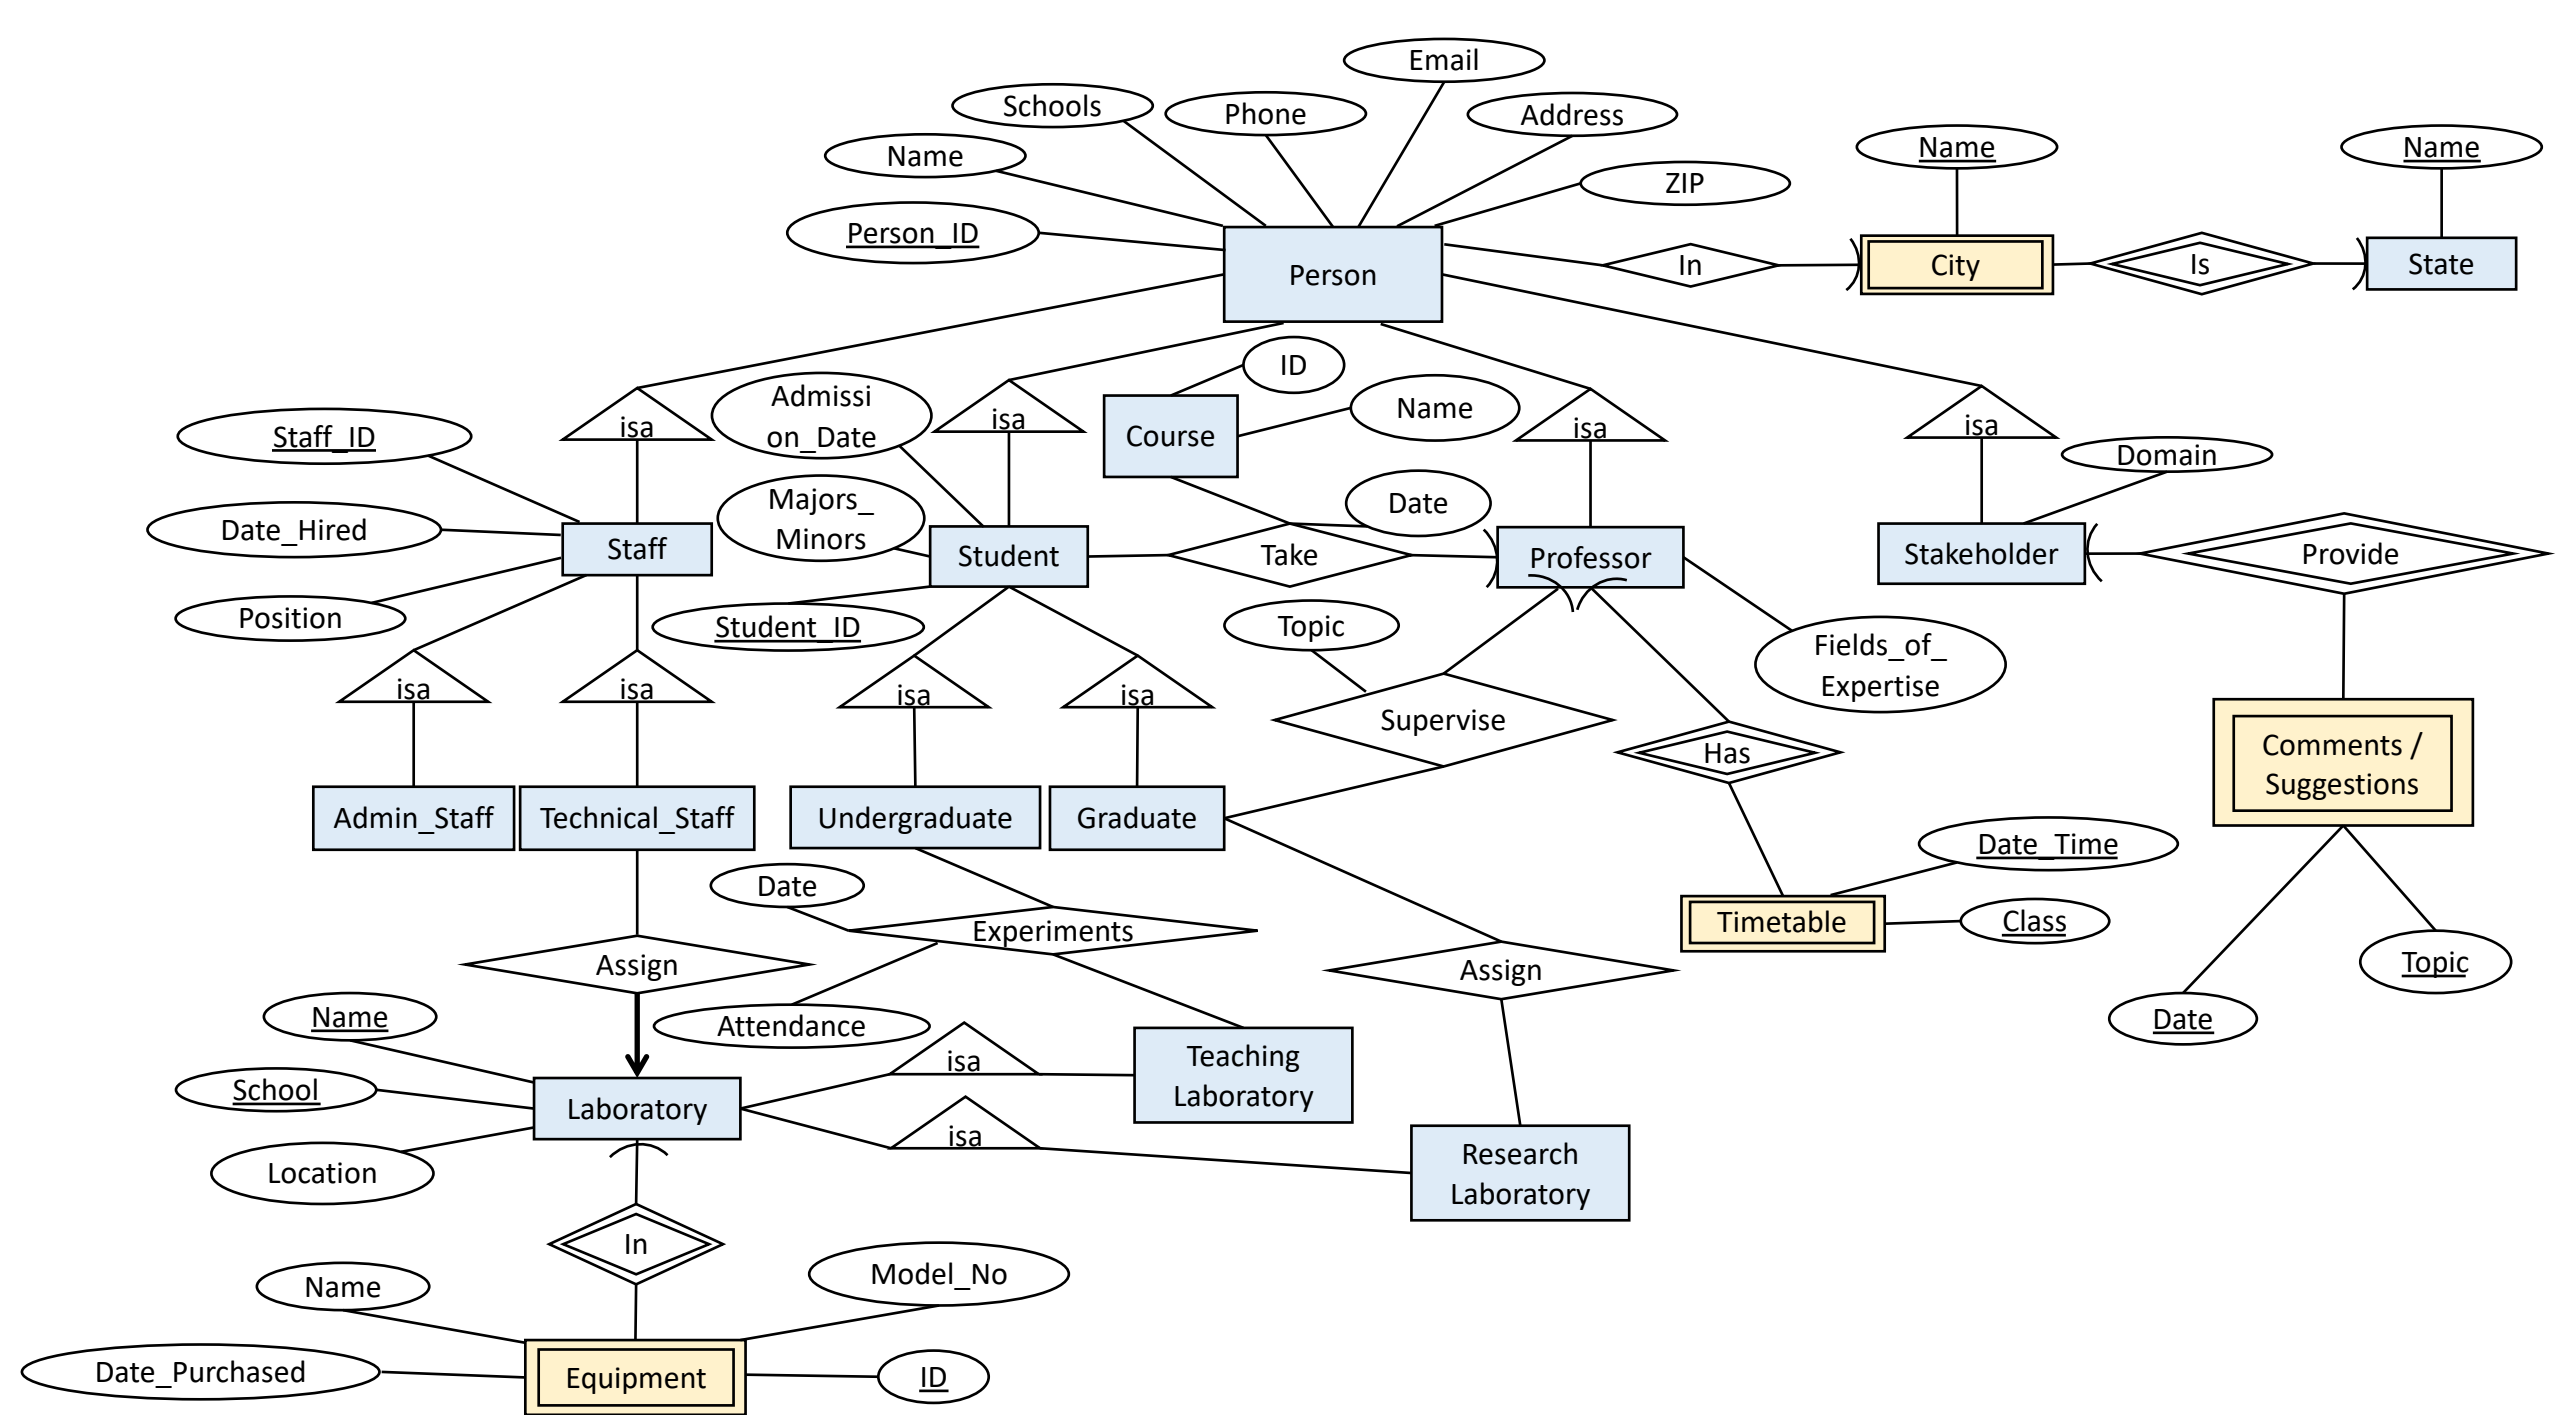 Email
Schools
Phone
Address
Name
Name
Name
ZIP
Person_ID
Person
In
City
Is
State
ID
Admissi
on_Date
isa
Name
isa
isa
isa
Staff_ID
Course
Domain
Majors_
Minors
Date
Date_Hired
Staff
Student
Take
Professor
Stakeholder
Provide
Position
Student_ID
Topic
Fields_of_
Expertise
isa
isa
isa
isa
Supervise
Has
Comments /
Suggestions
Admin_Staff
Technical_Staff
Undergraduate
Graduate
Date_Time
Date
Experiments
Timetable
Class
Assign
Assign
Topic
Name
Attendance
Date
isa
Teaching
Laboratory
School
Laboratory
isa
Location
Research
Laboratory
In
Name
Model_No
Date_Purchased
Equipment
ID